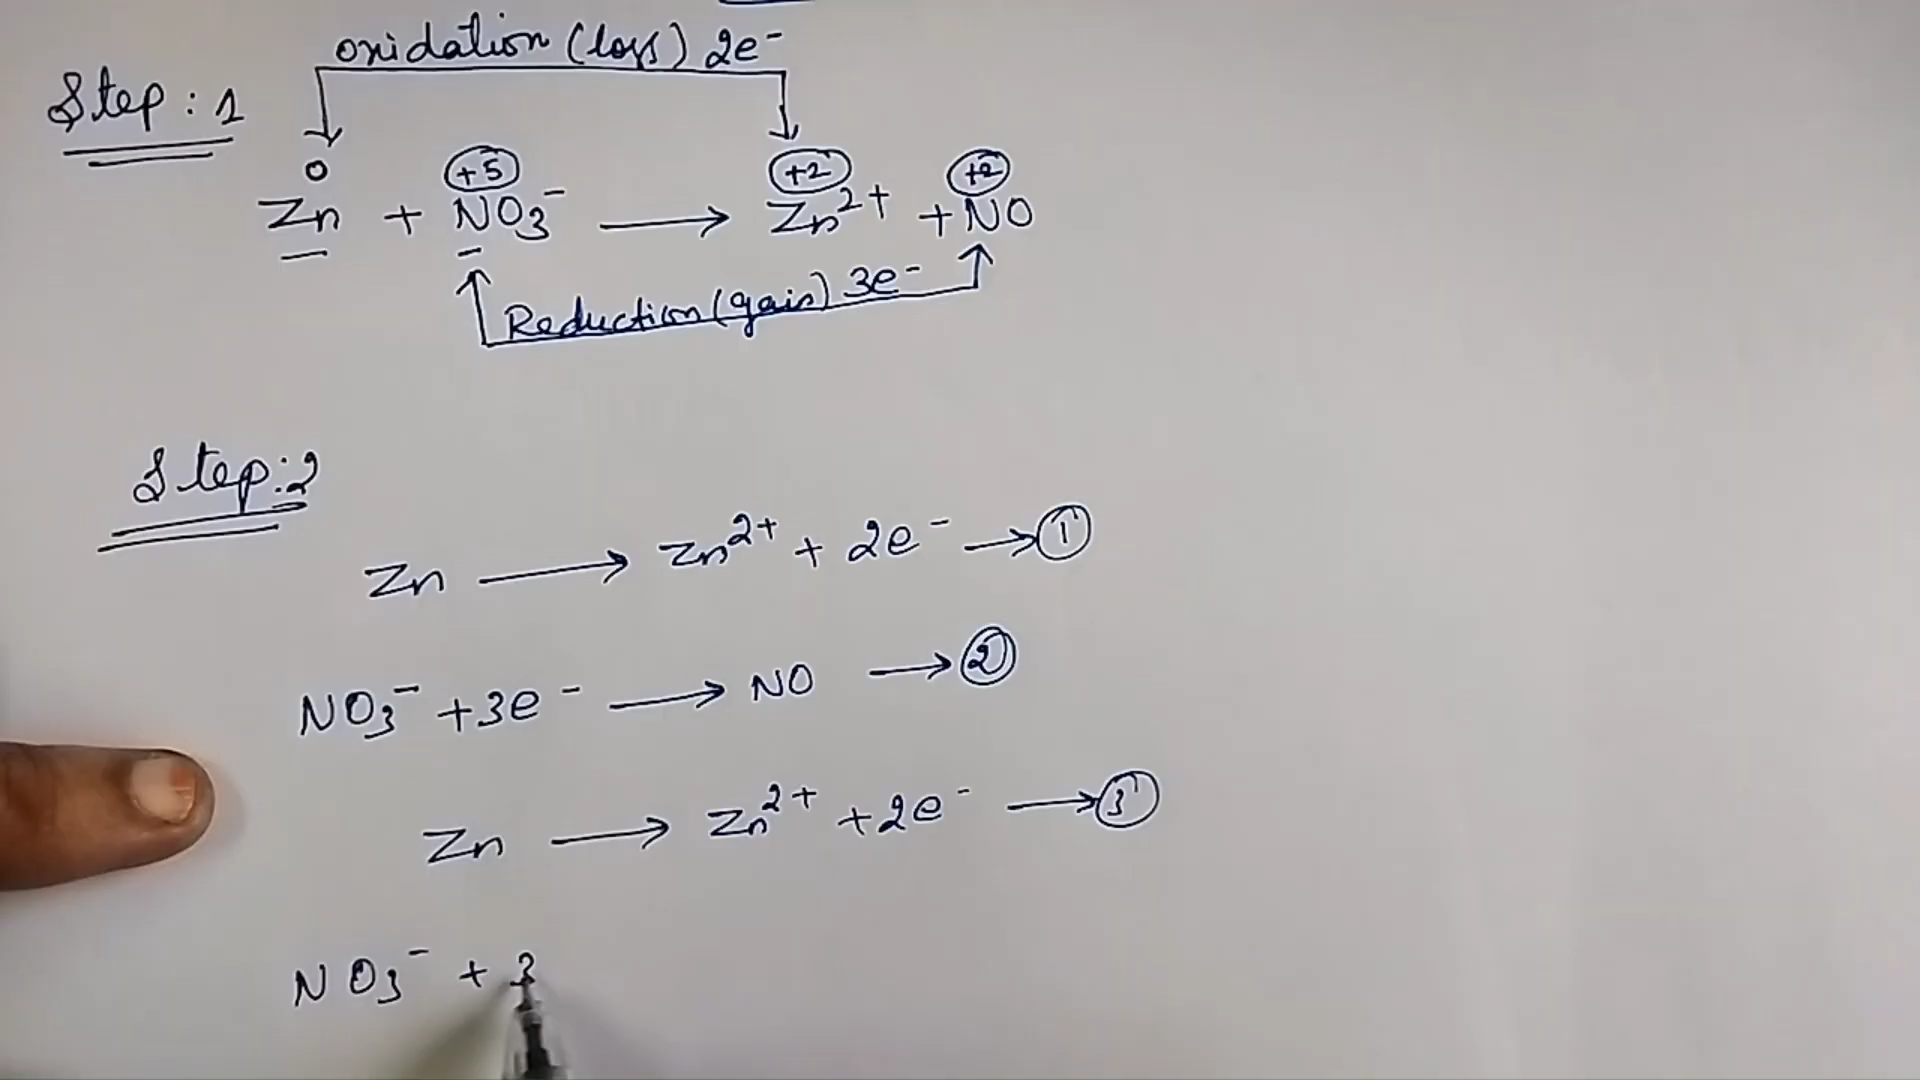 oxidation (loss) 2e⁻
Step : 1
0 +5 +2 +2
Zn + NO₃⁻ ⟶ Zn²⁺ + NO
Reduction (gain) 3e⁻
Step : 2
Zn ⟶ Zn²⁺ + 2e⁻ → ①
NO₃⁻ + 3e⁻ ⟶ NO → ②
Zn ⟶ Zn²⁺ + 2e⁻ → ③
NO₃⁻ + 3